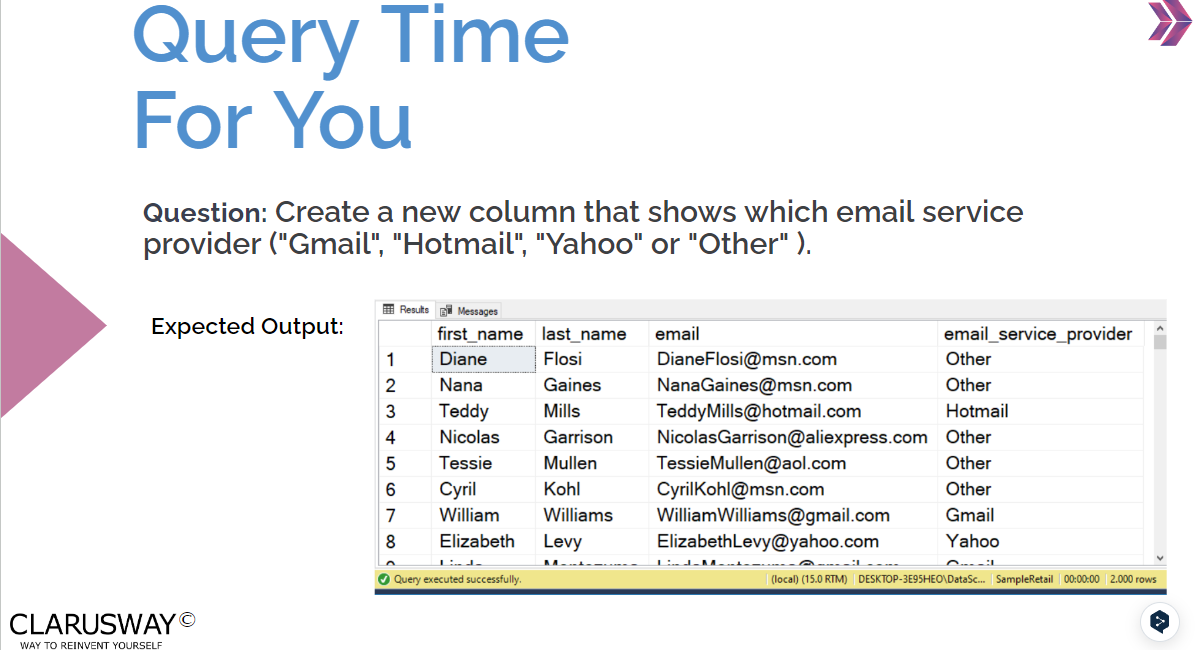 Query Time
For You
Question: Create a new column that shows which email service
provider ("Gmail", "Hotmail", "Yahoo" or "Other" ).
Expected Output:
Results Messages
first_name last_name email email_service_provider
1 Diane Flosi DianeFlosi@msn.com Other
2 Nana Gaines NanaGaines@msn.com Other
3 Teddy Mills TeddyMills@hotmail.com Hotmail
4 Nicolas Garrison NicolasGarrison@aliexpress.com Other
5 Tessie Mullen TessieMullen@aol.com Other
6 Cyril Kohl CyrilKohl@msn.com Other
7 William Williams WilliamWilliams@gmail.com Gmail
8 Elizabeth Levy ElizabethLevy@yahoo.com Yahoo
Query executed successfully. (local) (15.0 RTM) DESKTOP-3E95HEO\DataSc... SampleRetail 00:00:00 2.000 rows
CLARUSWAY©
WAY TO REINVENT YOURSELF